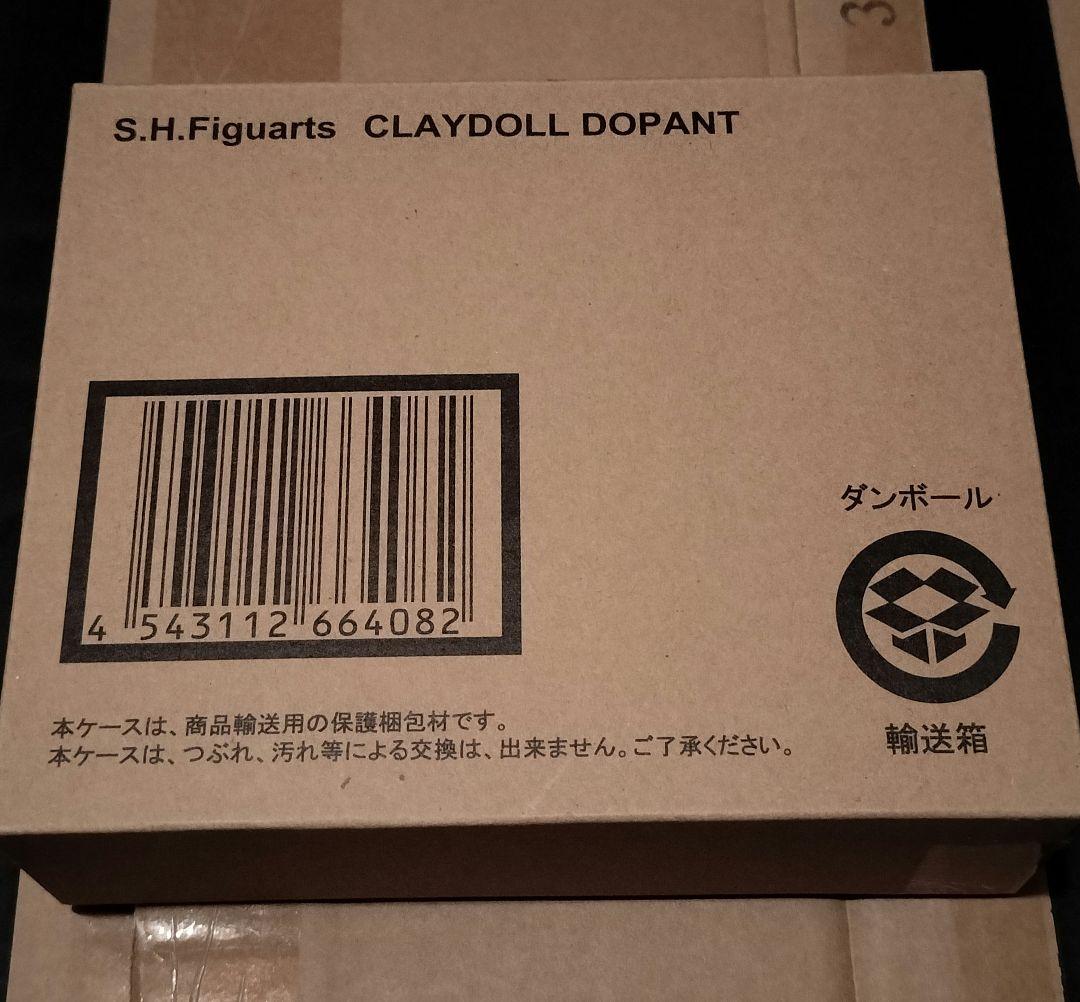 3
S.H.Figuarts CLAYDOLL DOPANT
4 543112 664082
ダンボール
輸送箱
本ケースは、商品輸送用の保護梱包材です。
本ケースは、つぶれ、汚れ等による交換は、出来ません。ご了承ください。